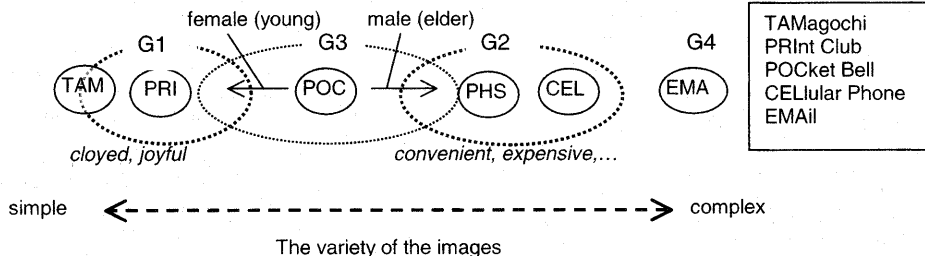 female (young) male (elder)
G1 G3 G2 G4
TAM PRI POC PHS CEL EMA
cloyed, joyful convenient, expensive,...
simple complex
The variety of the images
TAMagochi
PRInt Club
POCket Bell
CELlular Phone
EMAil